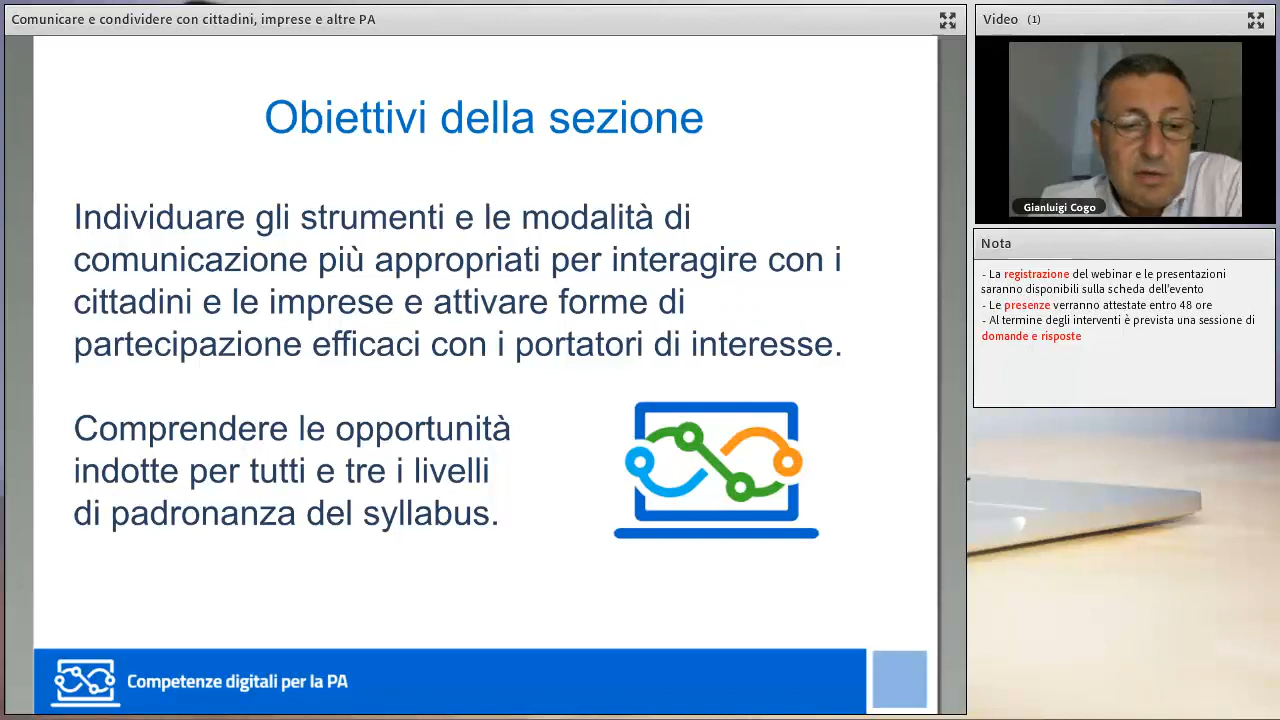 Comunicare e condividere con cittadini, imprese e altre PA
Obiettivi della sezione
Individuare gli strumenti e le modalità di
comunicazione più appropriati per interagire con i
cittadini e le imprese e attivare forme di
partecipazione efficaci con i portatori di interesse.
Comprendere le opportunità
indotte per tutti e tre i livelli
di padronanza del syllabus.
Competenze digitali per la PA
Video (1)
Gianluigi Cogo
Nota
- La registrazione del webinar e le presentazioni
saranno disponibili sulla scheda dell'evento
- Le presenze verranno attestate entro 48 ore
- Al termine degli interventi è prevista una sessione di
domande e risposte